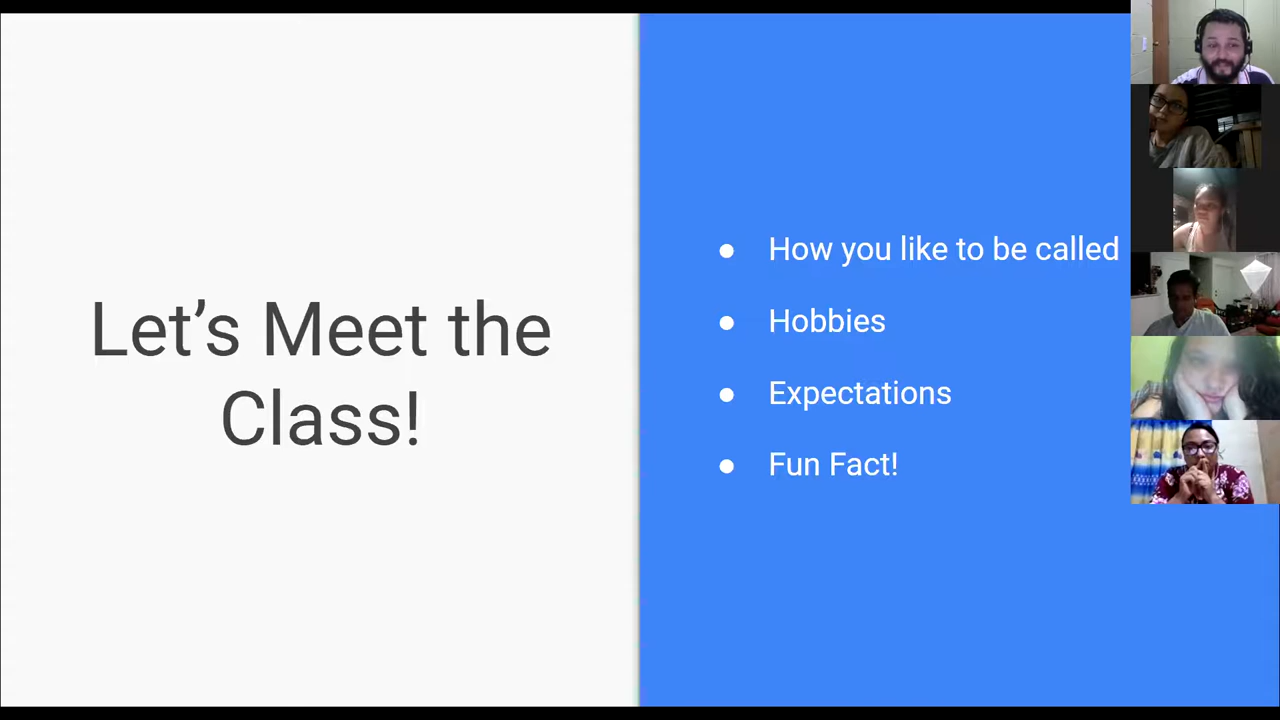 Let’s Meet the
Class!
● How you like to be called
● Hobbies
● Expectations
● Fun Fact!